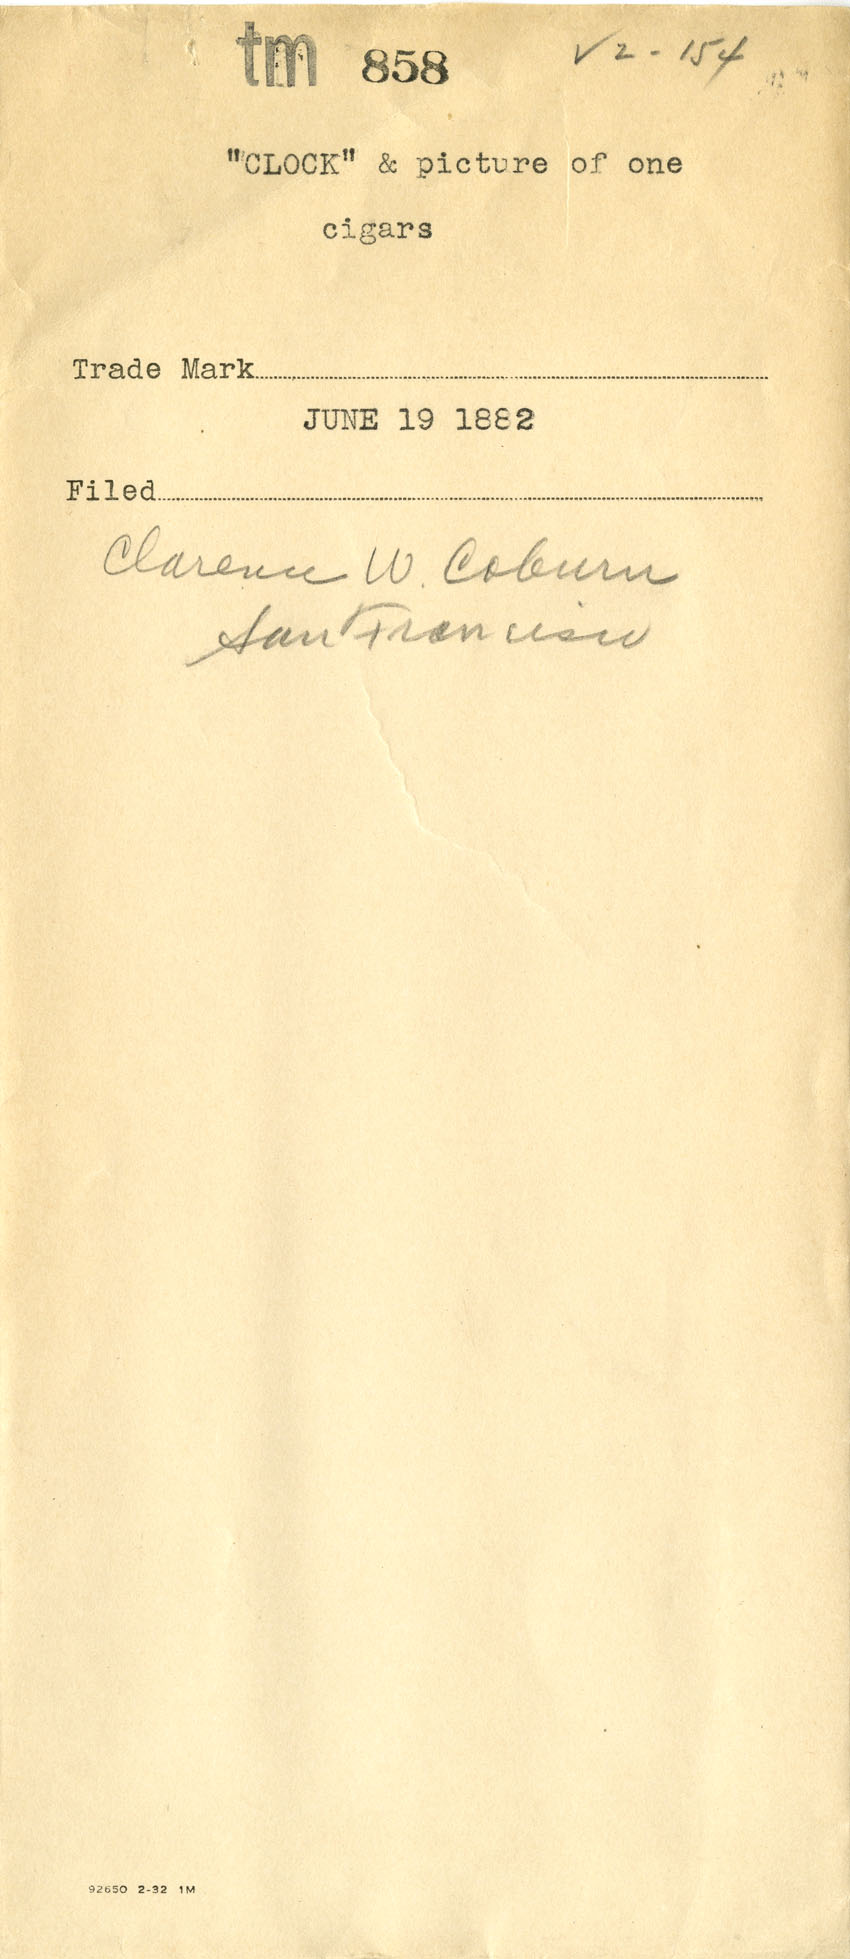 tm 858 √2-154
"CLOCK" & picture of one
cigars
Trade Mark
JUNE 19 1882
Filed
Clarence W. Coburn
San Francisco
92650 2-32 1M